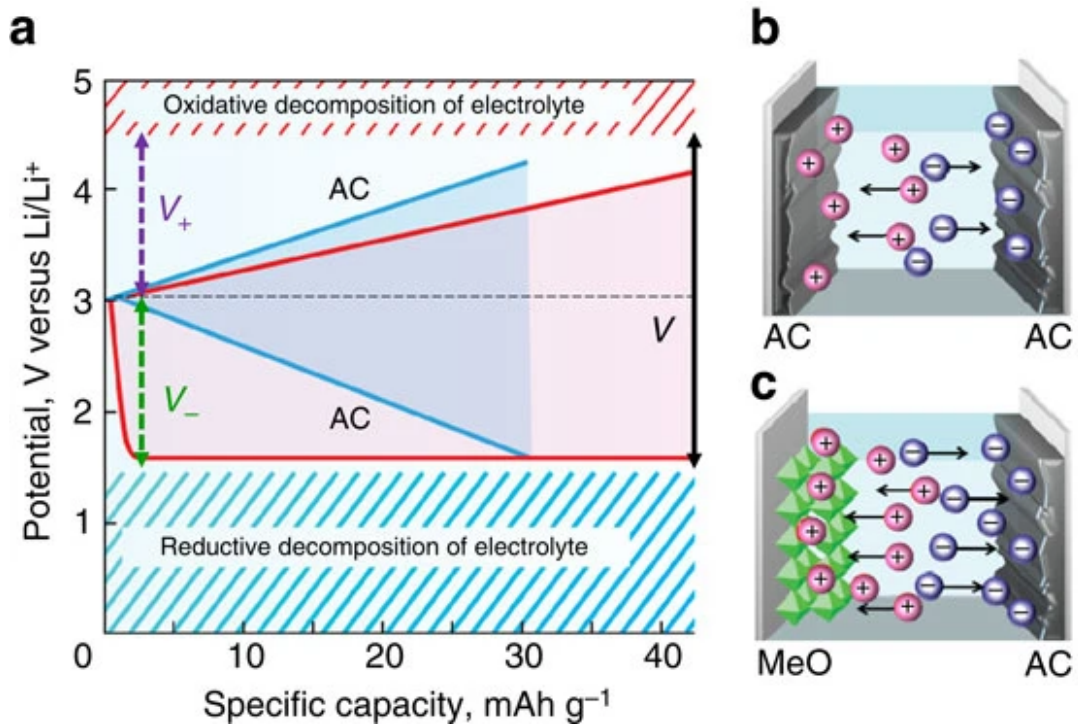 a
5
4
3
2
1
0
10
20
30
40
Potential, V versus Li/Li⁺
Specific capacity, mAh g⁻¹
Oxidative decomposition of electrolyte
AC
V₊
V
V₋
AC
Reductive decomposition of electrolyte
b
+ + + + + + + +
− − − − − − − −
AC AC
c
MeO AC